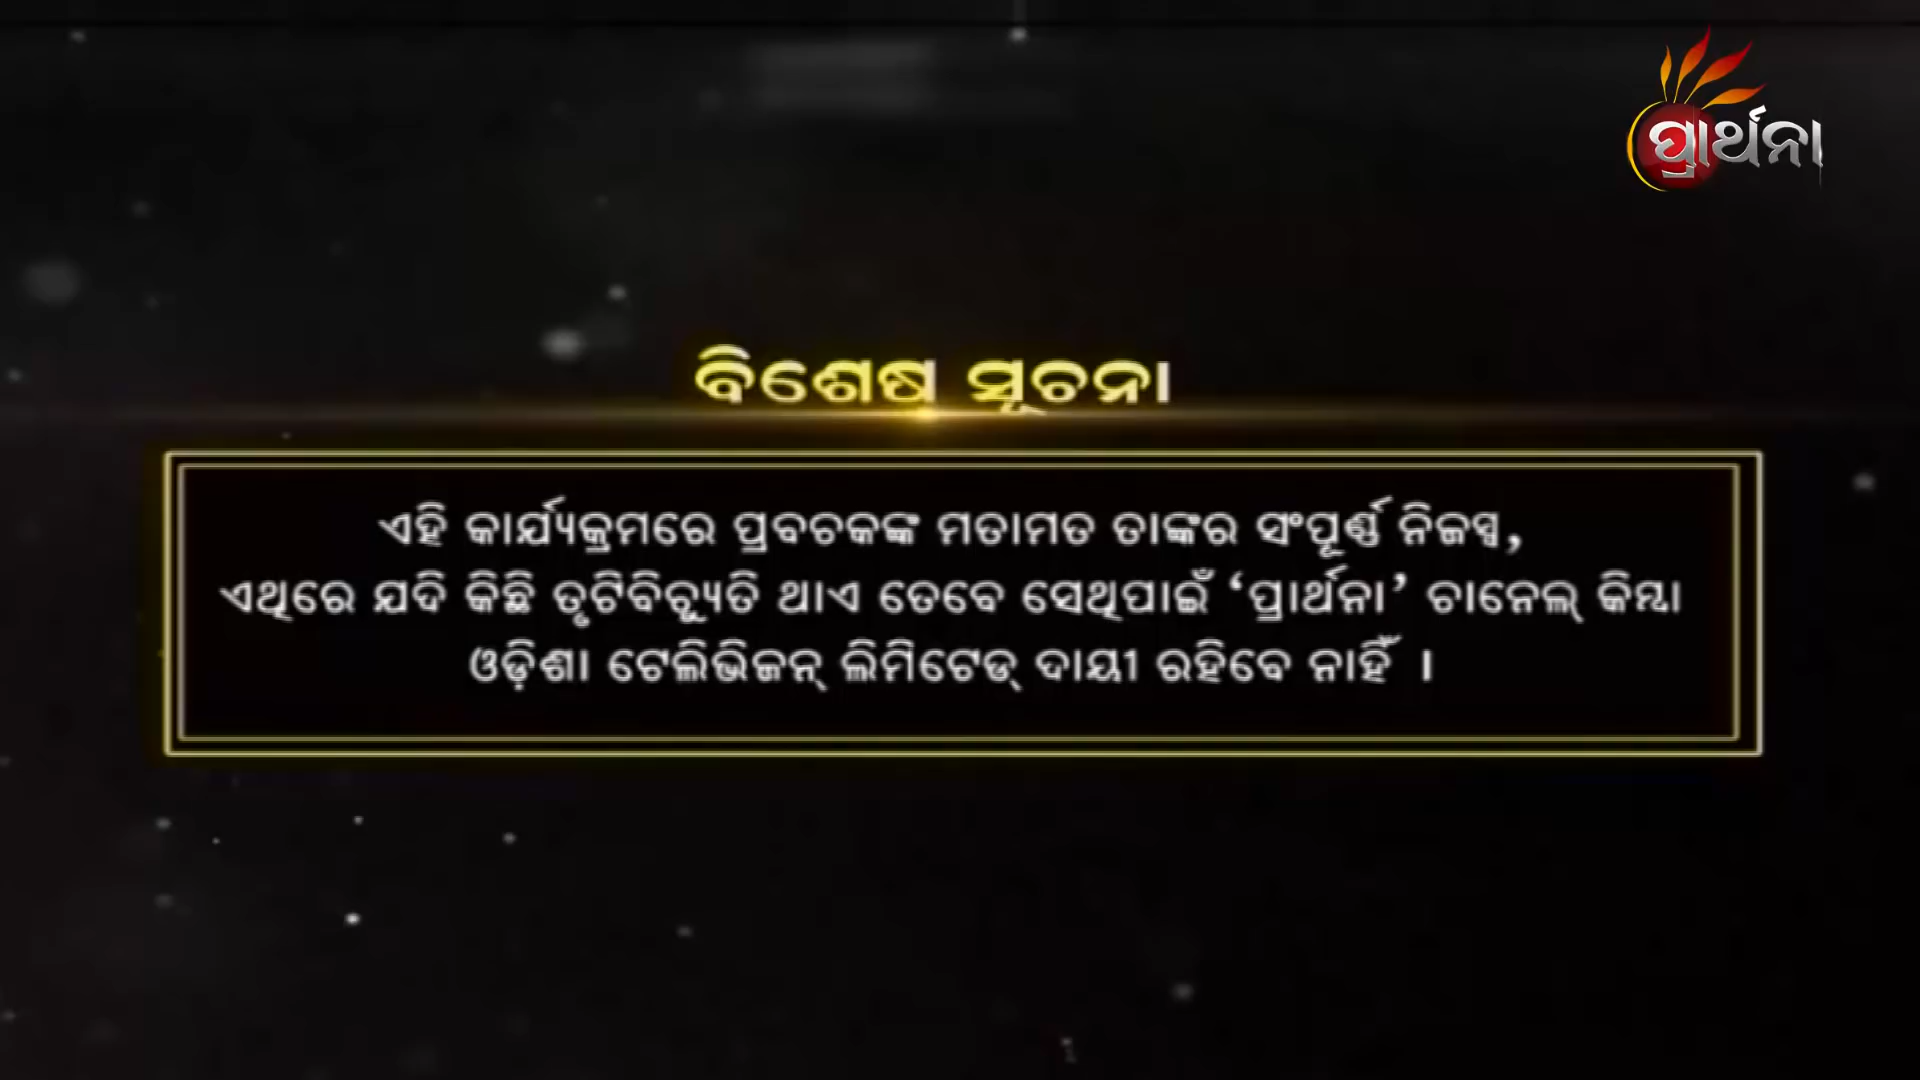 ପ୍ରାର୍ଥନା
ବିଶେଷ ସୂଚନା
ଏହି କାର୍ଯ୍ୟକ୍ରମରେ ପ୍ରବଚକଙ୍କ ମତାମତ ତାଙ୍କର ସଂପୂର୍ଣ୍ଣ ନିଜସ୍ୱ,
ଏଥିରେ ଯଦି କିଛି ତୃଟିବିଚ୍ୟୁତି ଥାଏ ତେବେ ସେଥିପାଇଁ ‘ପ୍ରାର୍ଥନା’ ଚାନେଲ୍ କିମ୍ବା
ଓଡ଼ିଶା ଟେଲିଭିଜନ୍ ଲିମିଟେଡ୍ ଦାୟୀ ରହିବେ ନାହିଁ ।